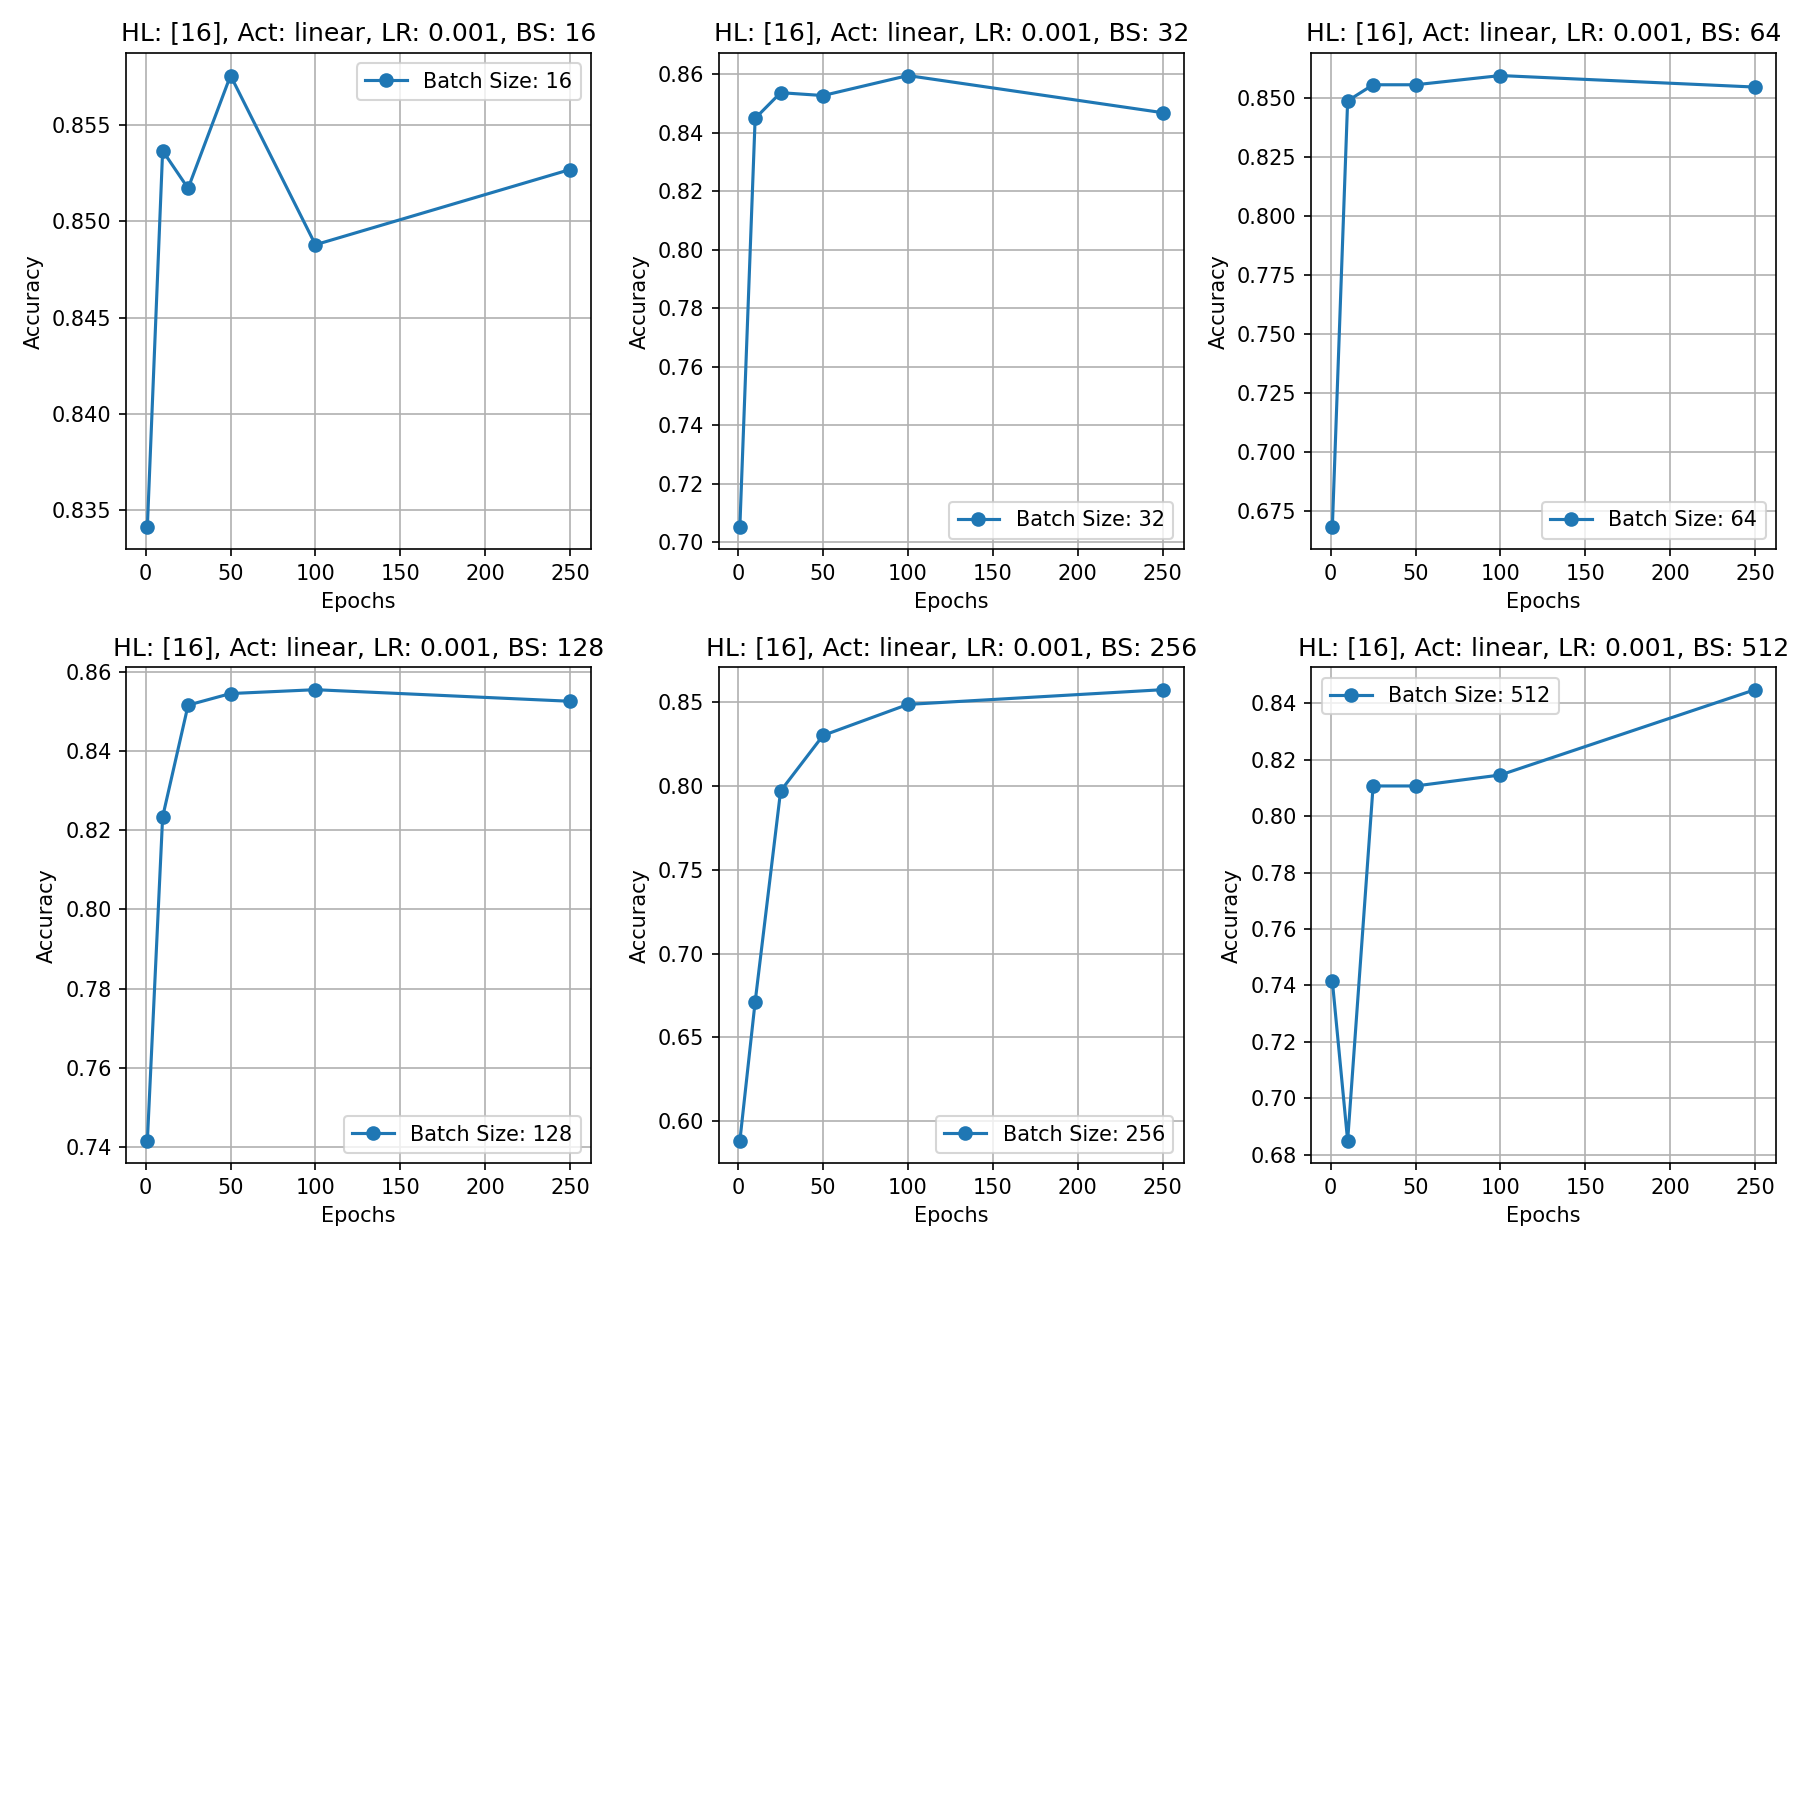 HL: [16], Act: linear, LR: 0.001, BS: 16
Batch Size: 16
Accuracy
0.855
0.850
0.845
0.840
0.835
0 50 100 150 200 250
Epochs
HL: [16], Act: linear, LR: 0.001, BS: 32
Batch Size: 32
Accuracy
0.86
0.84
0.82
0.80
0.78
0.76
0.74
0.72
0.70
0 50 100 150 200 250
Epochs
HL: [16], Act: linear, LR: 0.001, BS: 64
Batch Size: 64
Accuracy
0.850
0.825
0.800
0.775
0.750
0.725
0.700
0.675
0 50 100 150 200 250
Epochs
HL: [16], Act: linear, LR: 0.001, BS: 128
Batch Size: 128
Accuracy
0.86
0.84
0.82
0.80
0.78
0.76
0.74
0 50 100 150 200 250
Epochs
HL: [16], Act: linear, LR: 0.001, BS: 256
Batch Size: 256
Accuracy
0.85
0.80
0.75
0.70
0.65
0.60
0 50 100 150 200 250
Epochs
HL: [16], Act: linear, LR: 0.001, BS: 512
Batch Size: 512
Accuracy
0.84
0.82
0.80
0.78
0.76
0.74
0.72
0.70
0.68
0 50 100 150 200 250
Epochs